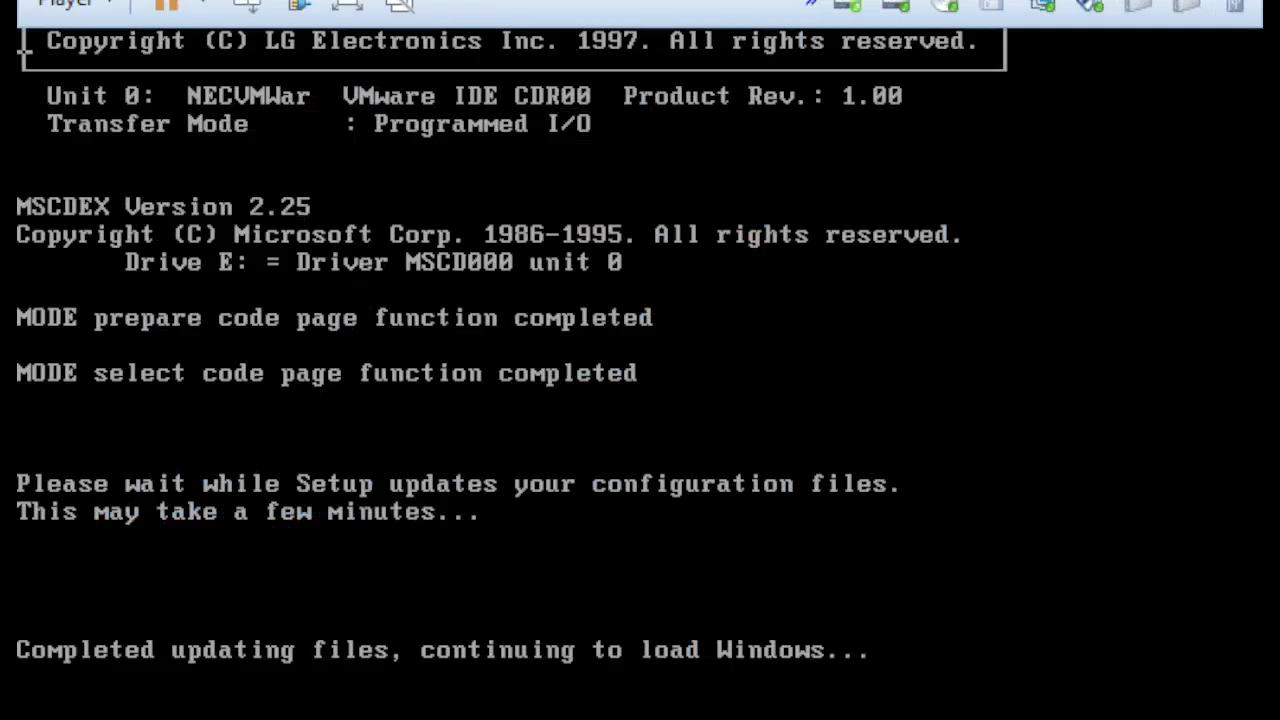 Player
Copyright (C) LG Electronics Inc. 1997. All rights reserved.
Unit 0: NECVMWar VMware IDE CDR00 Product Rev.: 1.00
Transfer Mode : Programmed I/O
MSCDEX Version 2.25
Copyright (C) Microsoft Corp. 1986-1995. All rights reserved.
Drive E: = Driver MSCD000 unit 0
MODE prepare code page function completed
MODE select code page function completed
Please wait while Setup updates your configuration files.
This may take a few minutes...
Completed updating files, continuing to load Windows...